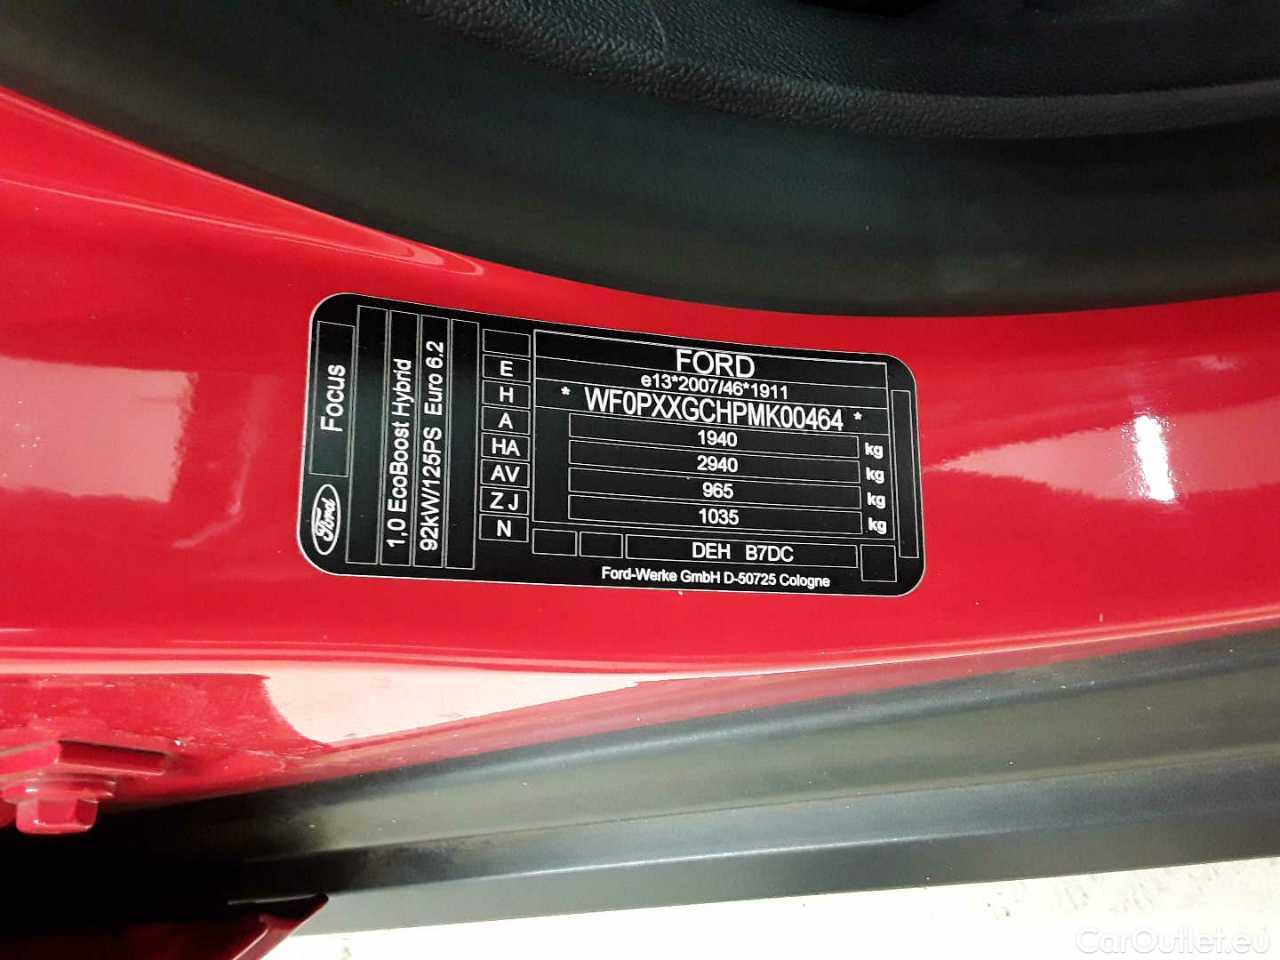 Focus
Ford
1,0 EcoBoost Hybrid
92kW/125PS Euro 6.2
E
H
A
HA
AV
Z J
N
FORD
e13*2007/46*1911
* WF0PXXGCHPMK00464 *
1940 kg
2940 kg
965 kg
1035 kg
DEH B7DC
Ford-Werke GmbH D-50725 Cologne
CarOutlet.eu